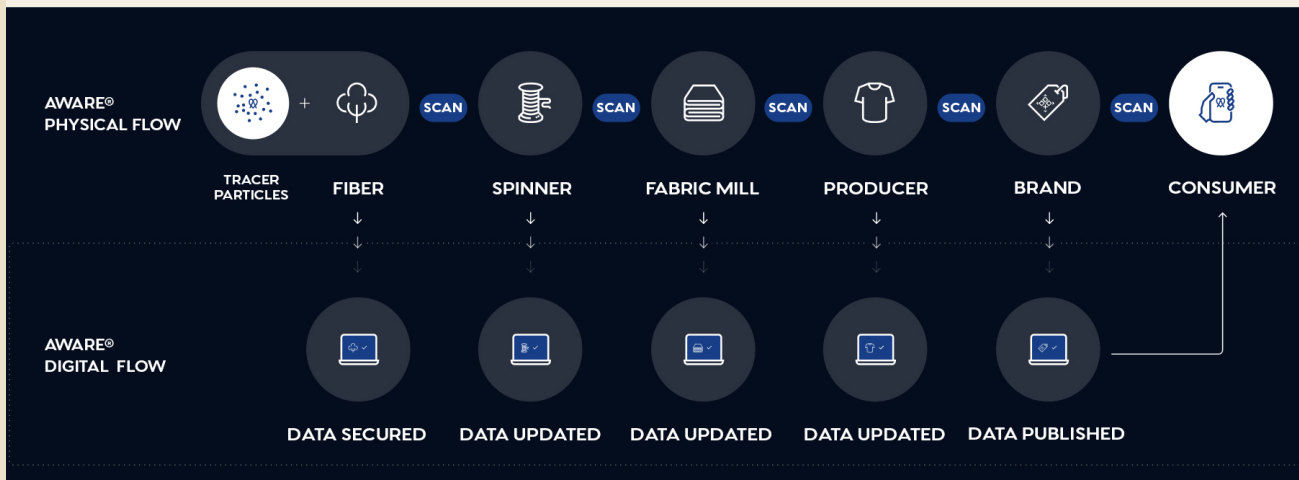 AWARE®
PHYSICAL FLOW
SCAN
SCAN
SCAN
SCAN
SCAN
+
TRACER
PARTICLES
FIBER
SPINNER
FABRIC MILL
PRODUCER
BRAND
CONSUMER
AWARE®
DIGITAL FLOW
DATA SECURED
DATA UPDATED
DATA UPDATED
DATA UPDATED
DATA PUBLISHED